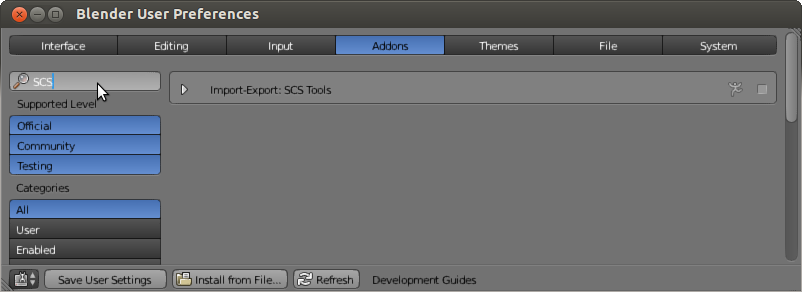 Blender User Preferences
Interface Editing Input Addons Themes File System
SCS
Import-Export: SCS Tools
Supported Level
Official
Community
Testing
Categories
All
User
Enabled
Save User Settings Install from File... Refresh Development Guides